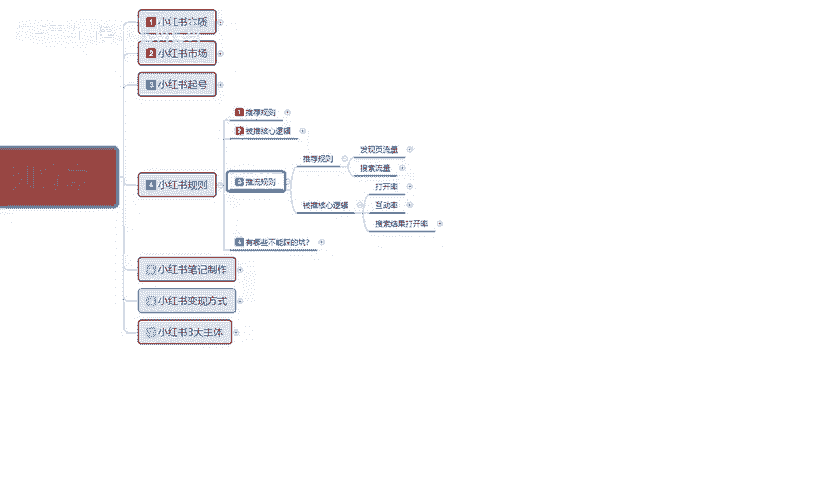 1 小红书本质
2 小红书市场
3 小红书起号
4 小红书规则
1 推荐规则
2 被推核心逻辑
3 推流规则
推荐规则
发现页流量
搜索流量
被推核心逻辑
打开率
互动率
搜索结果打开率
4 有哪些不能踩的坑?
小红书笔记制作
小红书变现方式
小红书3大主体